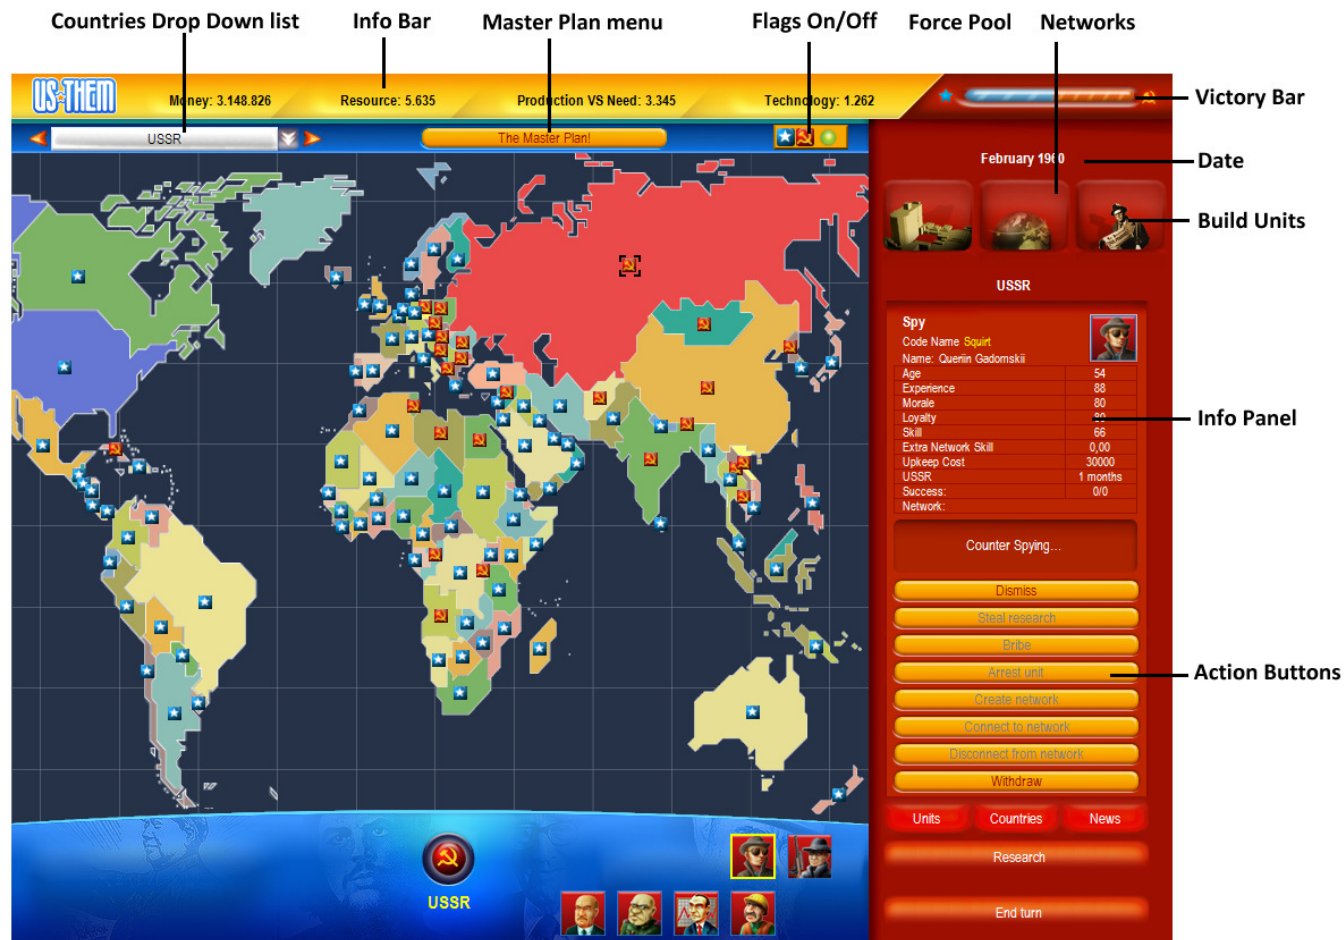 Countries Drop Down list
Info Bar
Master Plan menu
Flags On/Off
Force Pool
Networks
US THEM
Money: 3.148.826
Resource: 5.635
Production VS Need: 3.345
Technology: 1.262
Victory Bar
USSR
The Master Plan!
February 1960
Date
Build Units
USSR
Spy
Code Name Squirt
Name: Queriin Gadomskii
Age 54
Experience 88
Morale 80
Loyalty 80
Info Panel
Skill 66
Extra Network Skill 0,00
Upkeep Cost 30000
USSR 1 months
Success: 0/0
Network:
Counter Spying...
Dismiss
Steal research
Bribe
Arrest unit
Action Buttons
Create network
Connect to network
Disconnect from network
Withdraw
Units
Countries
News
Research
USSR
End turn